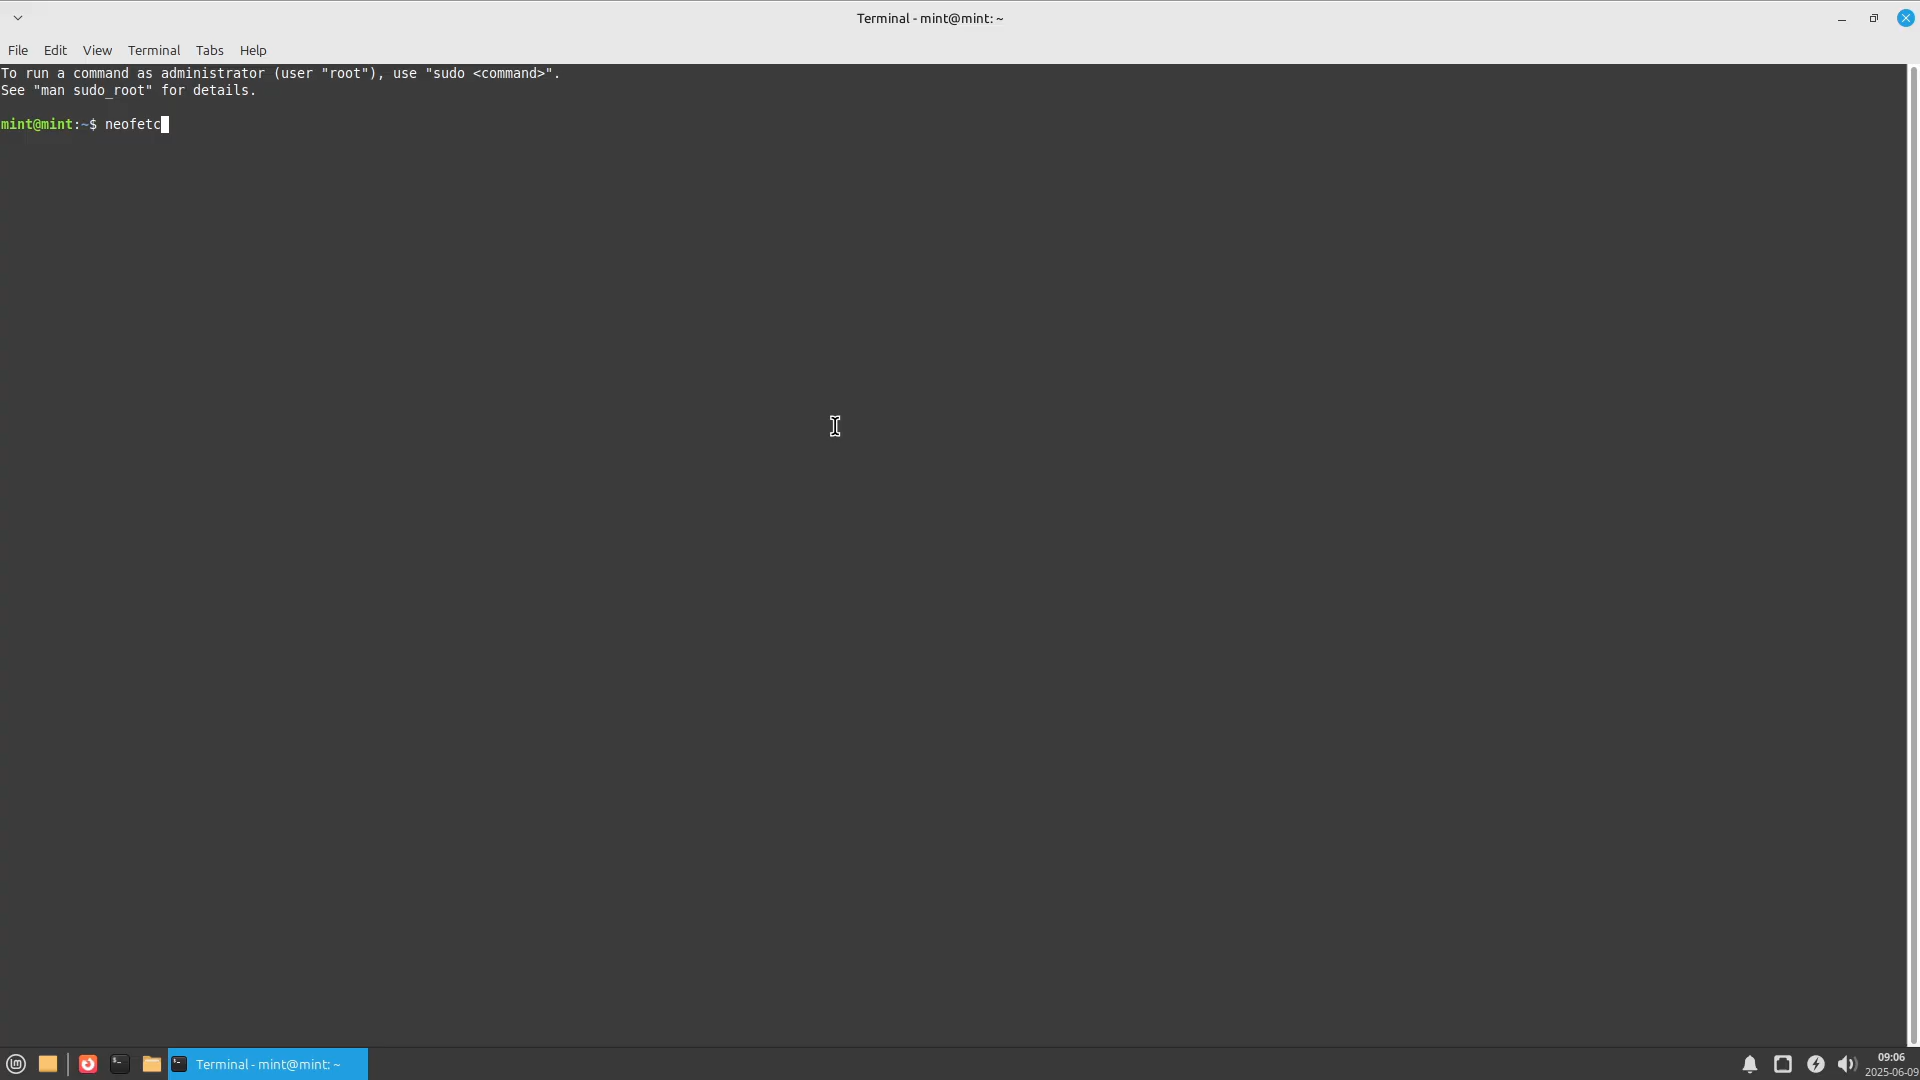 Terminal - mint@mint: ~
File Edit View Terminal Tabs Help
To run a command as administrator (user "root"), use "sudo <command>".
See "man sudo_root" for details.
mint@mint:~$ neofetc
Terminal - mint@mint: ~
09:06
2025-06-09